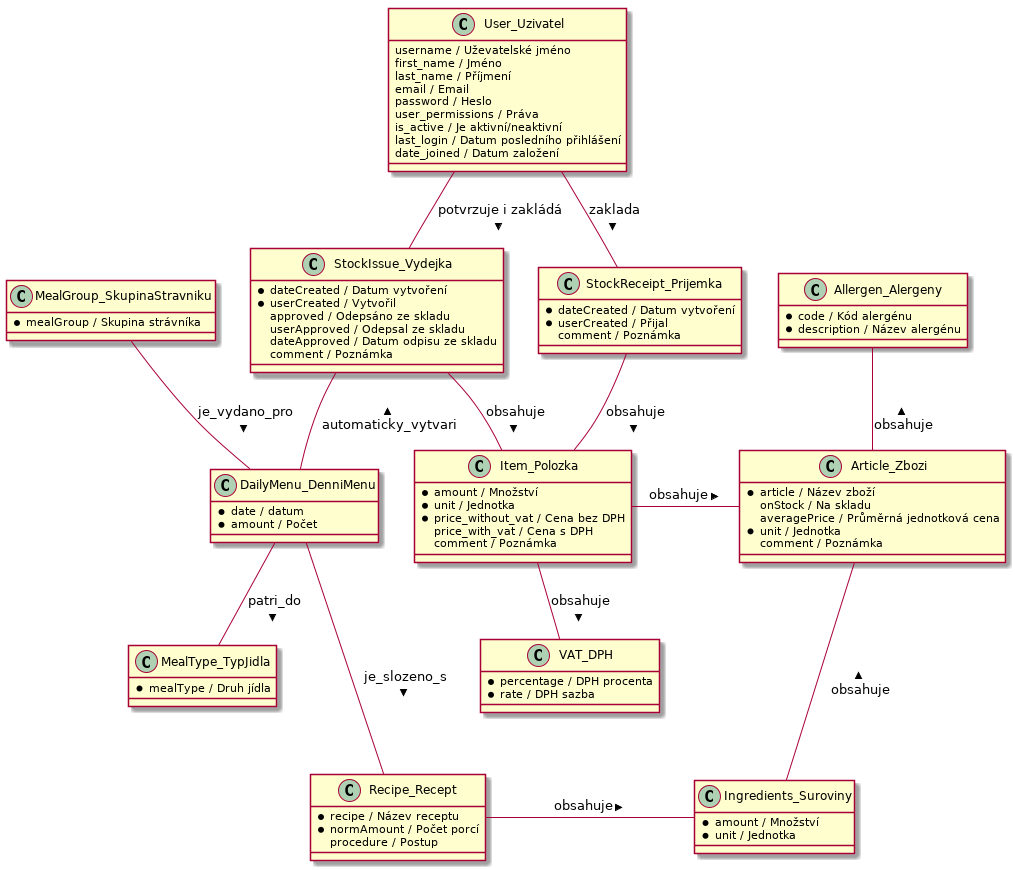 C User_Uzivatel
username / Uževatelské jméno
first_name / Jméno
last_name / Příjmení
email / Email
password / Heslo
user_permissions / Práva
is_active / Je aktivní/neaktivní
last_login / Datum posledního přihlášení
date_joined / Datum založení
potvrzuje i zakládá
zaklada
C StockIssue_Vydejka
dateCreated / Datum vytvoření
userCreated / Vytvořil
approved / Odepsáno ze skladu
userApproved / Odepsal ze skladu
dateApproved / Datum odpisu ze skladu
comment / Poznámka
C StockReceipt_Prijemka
dateCreated / Datum vytvoření
userCreated / Přijal
comment / Poznámka
C MealGroup_SkupinaStravniku
mealGroup / Skupina strávníka
C Allergen_Alergeny
code / Kód alergénu
description / Název alergénu
je_vydano_pro
automaticky_vytvari
obsahuje
obsahuje
obsahuje
C DailyMenu_DenniMenu
date / datum
amount / Počet
C Item_Polozka
amount / Množství
unit / Jednotka
price_without_vat / Cena bez DPH
price_with_vat / Cena s DPH
comment / Poznámka
obsahuje
C Article_Zbozi
article / Název zboží
onStock / Na skladu
averagePrice / Průměrná jednotková cena
unit / Jednotka
comment / Poznámka
patri_do
obsahuje
C MealType_TypJidla
mealType / Druh jídla
C VAT_DPH
percentage / DPH procenta
rate / DPH sazba
je_slozeno_s
obsahuje
C Recipe_Recept
recipe / Název receptu
normAmount / Počet porcí
procedure / Postup
obsahuje
C Ingredients_Suroviny
amount / Množství
unit / Jednotka